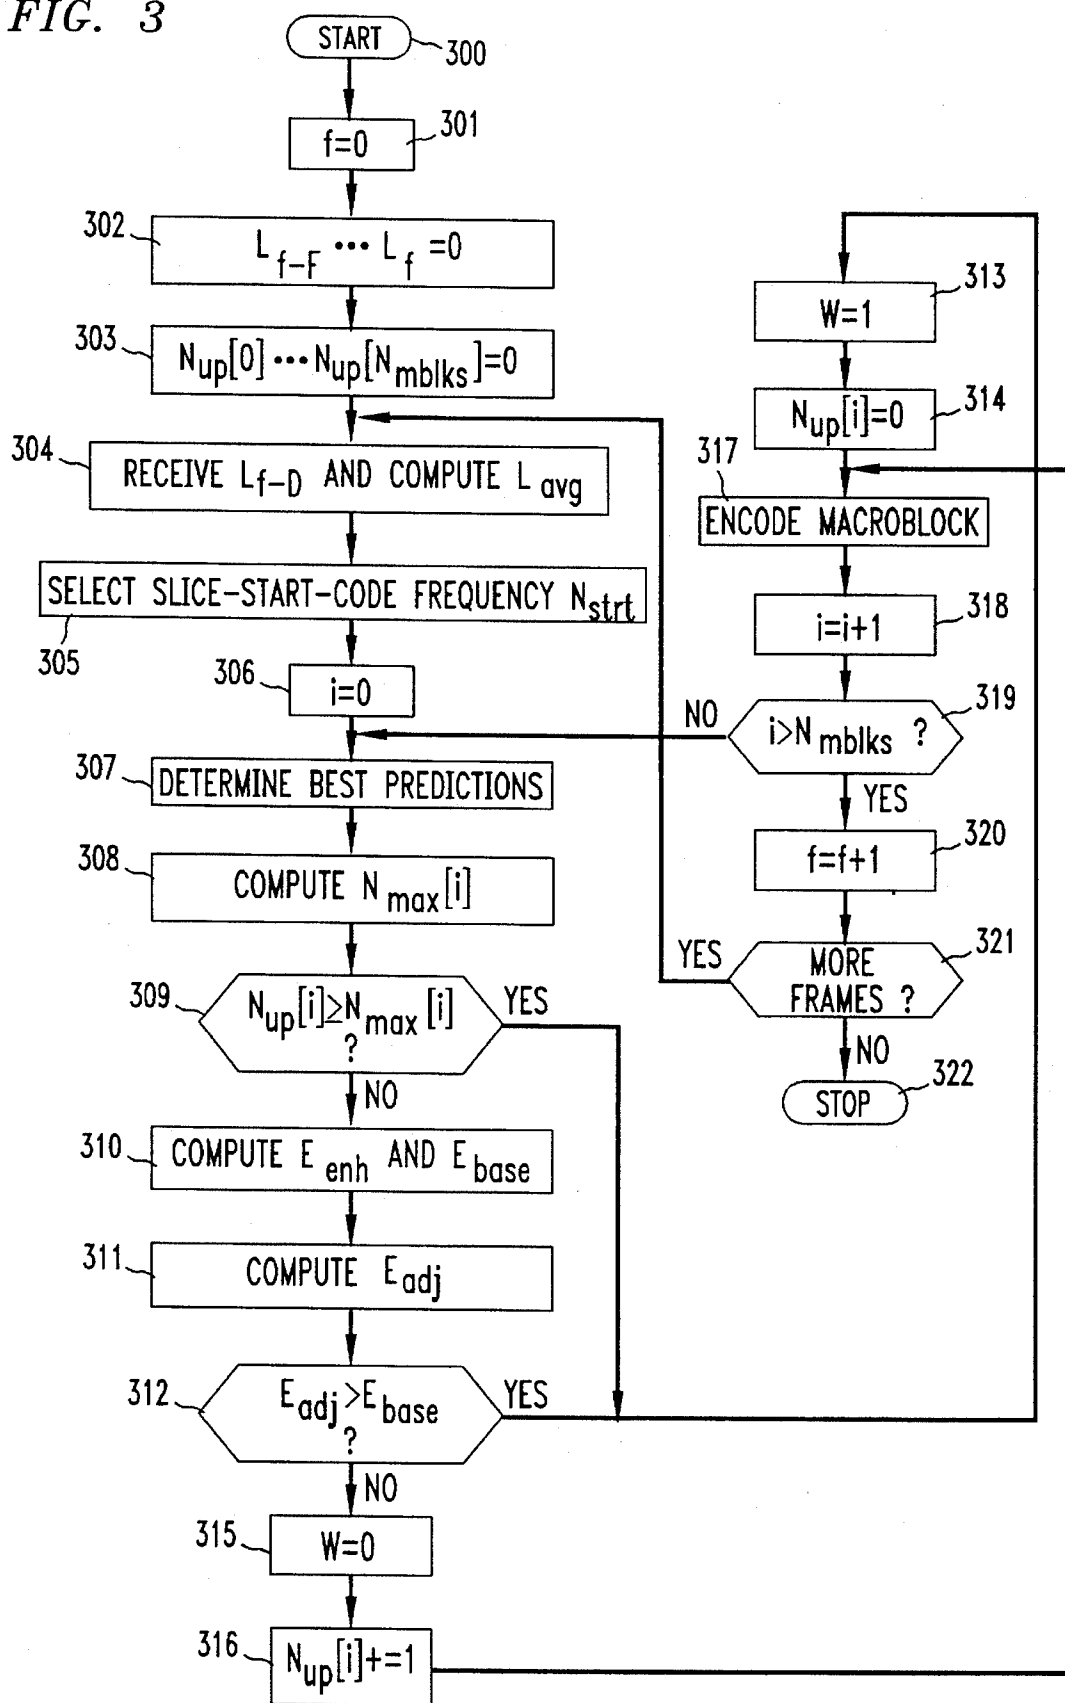 FIG. 3
START
300
f=0
301
302
L f-F ••• L f =0
303
N up [0] ••• N up [N mblks ]=0
304
RECEIVE L f-D AND COMPUTE L avg
SELECT SLICE-START-CODE FREQUENCY N strt
305
306
i=0
307
DETERMINE BEST PREDICTIONS
308
COMPUTE N max [i]
309
N up [i]≥N max [i]
?
YES
NO
310
COMPUTE E enh AND E base
311
COMPUTE E adj
312
E adj >E base
?
YES
NO
315
W=0
316
N up [i]+=1
313
W=1
314
N up [i]=0
317
ENCODE MACROBLOCK
318
i=i+1
319
NO
i>N mblks ?
YES
320
f=f+1
321
YES
MORE
FRAMES ?
NO
322
STOP